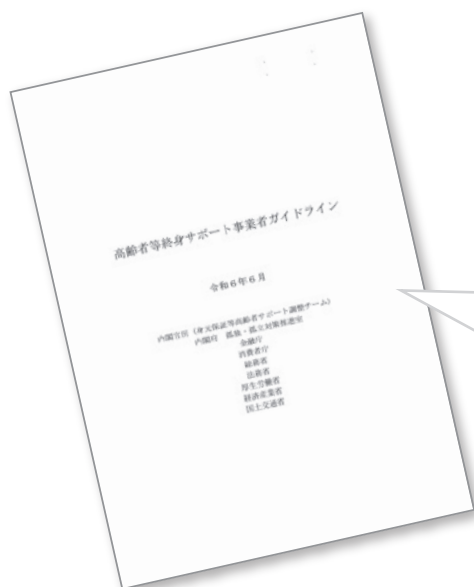 高齢者等終身サポート事業者ガイドライン
令和6年6月
内閣官房（身元保証等高齢者サポート調整チーム）
内閣府 孤独・孤立対策推進室
金融庁
消費者庁
総務省
法務省
厚生労働省
経済産業省
国土交通省